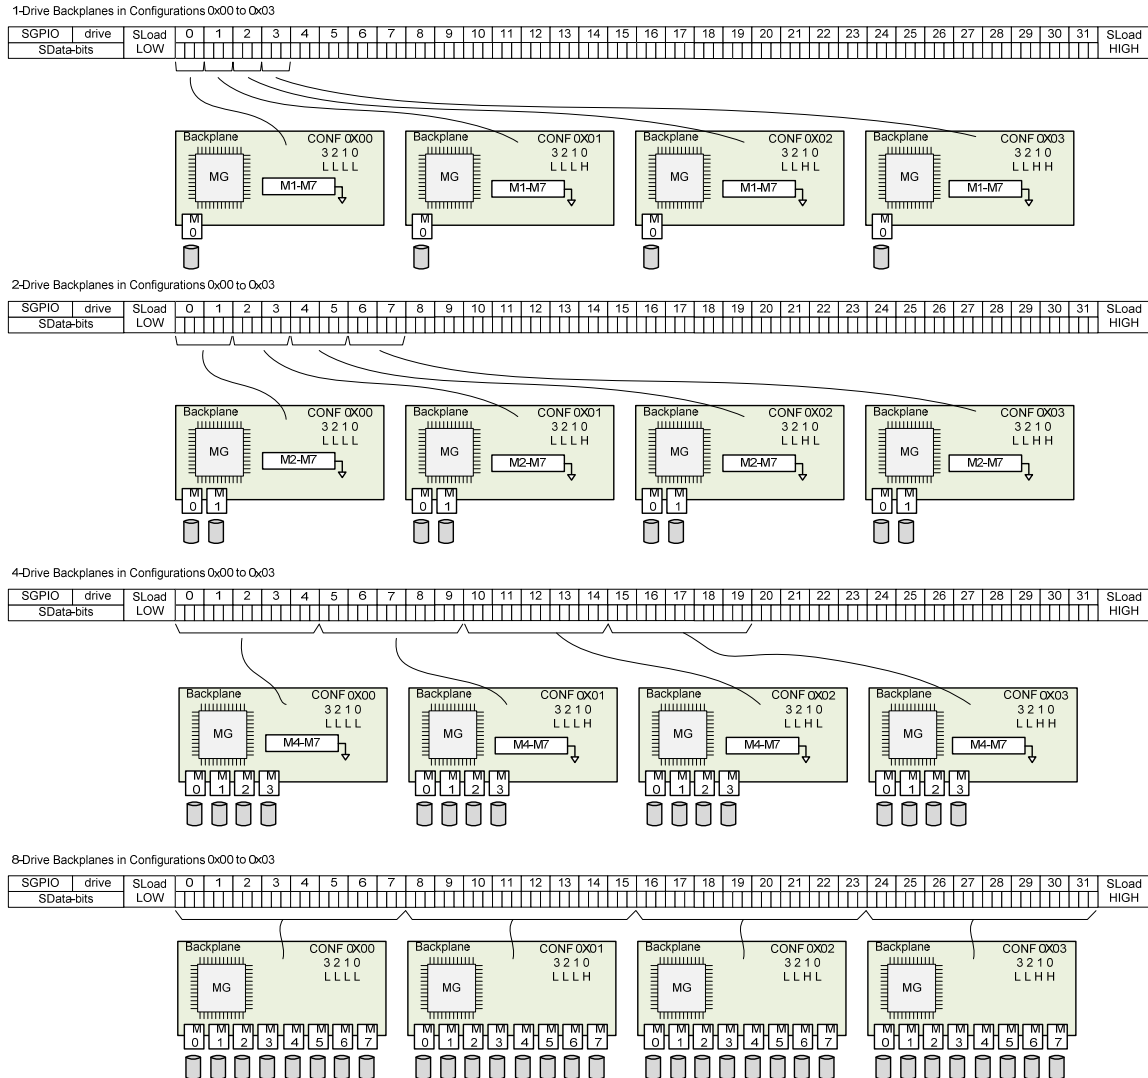 1-Drive Backplanes in Configurations 0x00 to 0x03
SGPIO drive SLoad 0 1 2 3 4 5 6 7 8 9 10 11 12 13 14 15 16 17 18 19 20 21 22 23 24 25 26 27 28 29 30 31 SLoad
SData-bits LOW HIGH
Backplane CONF 0X00 Backplane CONF 0X01 Backplane CONF 0X02 Backplane CONF 0X03
3 2 1 0 3 2 1 0 3 2 1 0 3 2 1 0
L L L L L L L H L L H L L L H H
MG M1-M7 MG M1-M7 MG M1-M7 MG M1-M7
M M M M
0 0 0 0
2-Drive Backplanes in Configurations 0x00 to 0x03
SGPIO drive SLoad 0 1 2 3 4 5 6 7 8 9 10 11 12 13 14 15 16 17 18 19 20 21 22 23 24 25 26 27 28 29 30 31 SLoad
SData-bits LOW HIGH
Backplane CONF 0X00 Backplane CONF 0X01 Backplane CONF 0X02 Backplane CONF 0X03
3 2 1 0 3 2 1 0 3 2 1 0 3 2 1 0
L L L L L L L H L L H L L L H H
MG M2-M7 MG M2-M7 MG M2-M7 MG M2-M7
M M M M M M M M
0 1 0 1 0 1 0 1
4-Drive Backplanes in Configurations 0x00 to 0x03
SGPIO drive SLoad 0 1 2 3 4 5 6 7 8 9 10 11 12 13 14 15 16 17 18 19 20 21 22 23 24 25 26 27 28 29 30 31 SLoad
SData-bits LOW HIGH
Backplane CONF 0X00 Backplane CONF 0X01 Backplane CONF 0X02 Backplane CONF 0X03
3 2 1 0 3 2 1 0 3 2 1 0 3 2 1 0
L L L L L L L H L L H L L L H H
MG M4-M7 MG M4-M7 MG M4-M7 MG M4-M7
M M M M M M M M M M M M M M M M
0 1 2 3 0 1 2 3 0 1 2 3 0 1 2 3
8-Drive Backplanes in Configurations 0x00 to 0x03
SGPIO drive SLoad 0 1 2 3 4 5 6 7 8 9 10 11 12 13 14 15 16 17 18 19 20 21 22 23 24 25 26 27 28 29 30 31 SLoad
SData-bits LOW HIGH
Backplane CONF 0X00 Backplane CONF 0X01 Backplane CONF 0X02 Backplane CONF 0X03
3 2 1 0 3 2 1 0 3 2 1 0 3 2 1 0
L L L L L L L H L L H L L L H H
MG MG MG MG
M M M M M M M M M M M M M M M M M M M M M M M M M M M M M M M M
0 1 2 3 4 5 6 7 0 1 2 3 4 5 6 7 0 1 2 3 4 5 6 7 0 1 2 3 4 5 6 7